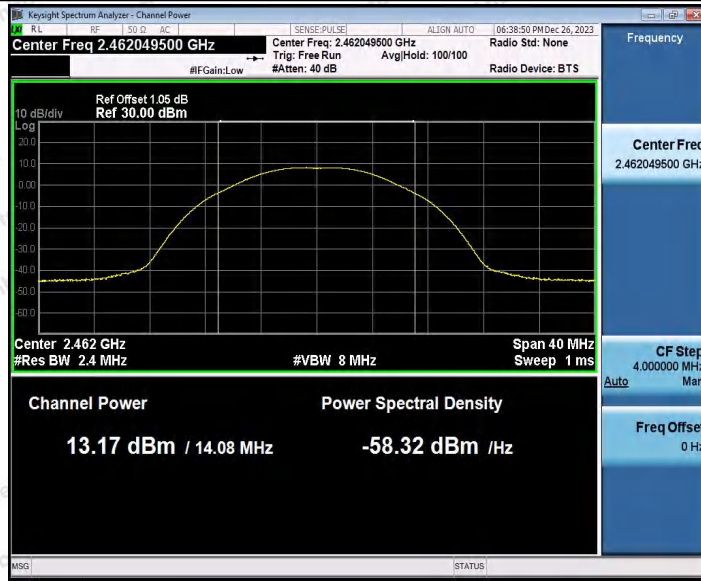 Keysight Spectrum Analyzer - Channel Power
RL RF 50 Ω AC SENSE:PULSE ALIGN AUTO 06:38:50 PM Dec 26, 2023
Center Freq 2.462049500 GHz
Center Freq: 2.462049500 GHz Radio Std: None
Trig: Free Run Avg|Hold: 100/100
#IFGain:Low #Atten: 40 dB Radio Device: BTS
Frequency
Ref Offset 1.05 dB
10 dB/div Ref 30.00 dBm
Log
20.0
10.0
0.00
-10.0
-20.0
-30.0
-40.0
-50.0
-60.0
Center Freq
2.462049500 GHz
Center 2.462 GHz Span 40 MHz
#Res BW 2.4 MHz #VBW 8 MHz Sweep 1 ms
CF Step
4.000000 MHz
Auto Man
Freq Offset
0 Hz
Channel Power Power Spectral Density
13.17 dBm / 14.08 MHz -58.32 dBm /Hz
MSG STATUS